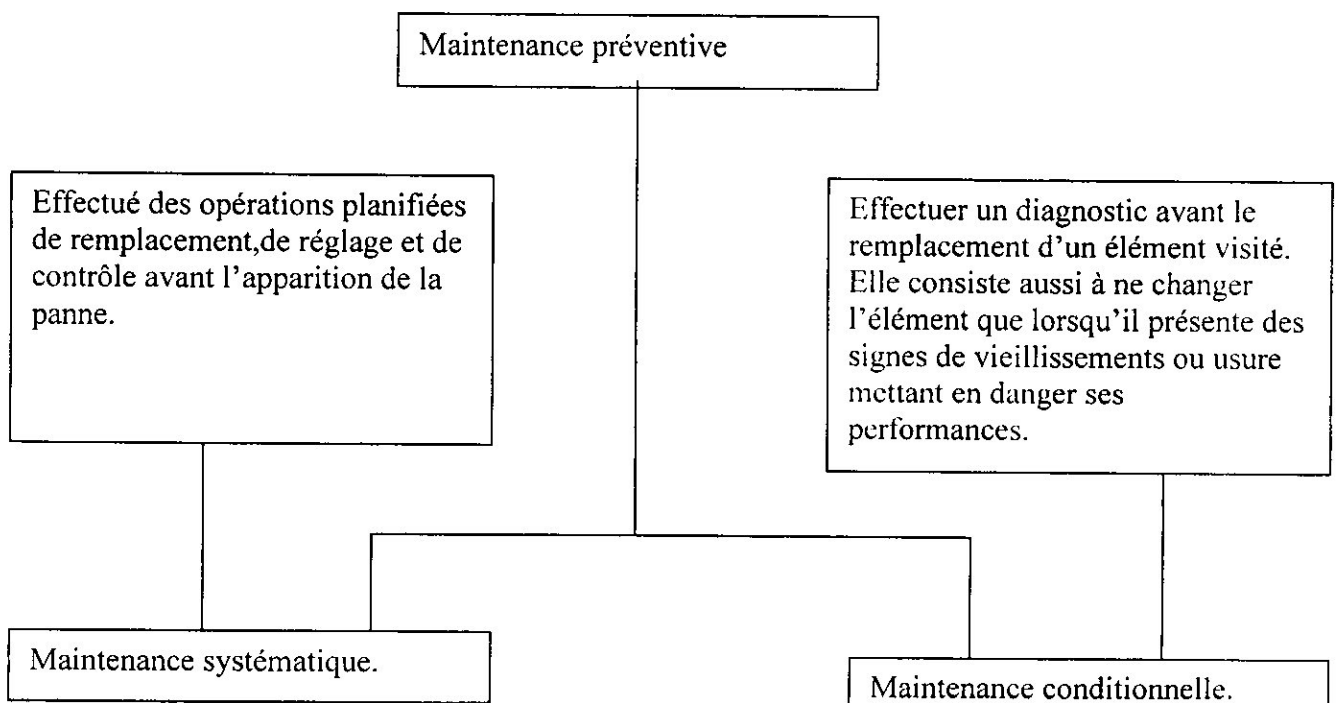 Maintenance préventive
Effectué des opérations planifiées
de remplacement,de réglage et de
contrôle avant l'apparition de la
panne.
Effectuer un diagnostic avant le
remplacement d'un élément visité.
Elle consiste aussi à ne changer
l'élément que lorsqu'il présente des
signes de vieillissements ou usure
mettant en danger ses
performances.
Maintenance systématique.
Maintenance conditionnelle.